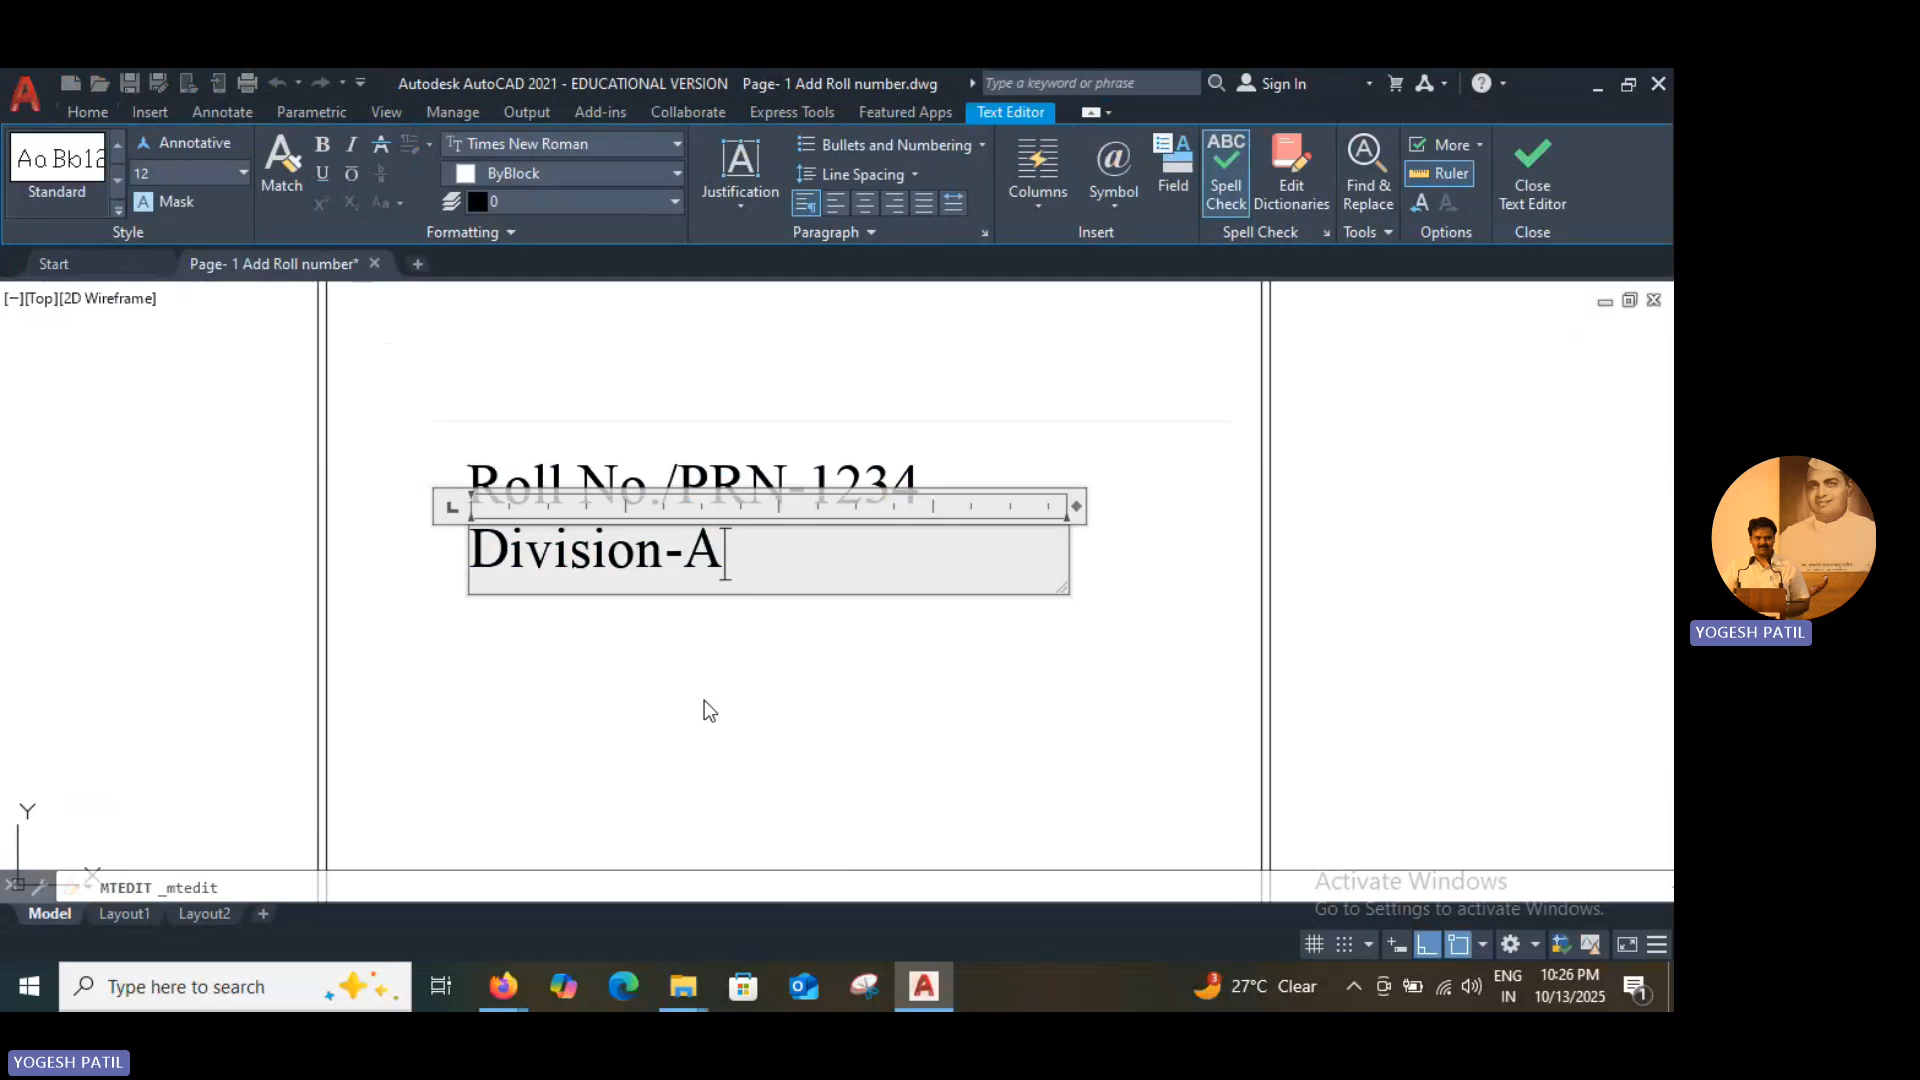 Autodesk AutoCAD 2021 - EDUCATIONAL VERSION Page- 1 Add Roll number.dwg
Type a keyword or phrase
Sign In
Home Insert Annotate Parametric View Manage Output Add-ins Collaborate Express Tools Featured Apps Text Editor
AaBb12
Standard
Annotative
12
A Mask
Style
Match
B I A
U O
Times New Roman
ByBlock
0
Formatting
Justification
Bullets and Numbering
Line Spacing
Paragraph
Columns
Symbol
Field
Insert
ABC
Spell Check
Edit Dictionaries
Spell Check
Find & Replace
Tools
More
Ruler
Options
Close Text Editor
Close
Start
Page- 1 Add Roll number*
[−][Top][2D Wireframe]
Roll No./PRN-1234
Division-A
YOGESH PATIL
Y
X
MTEDIT _mtedit
Activate Windows
Go to Settings to activate Windows.
Model Layout1 Layout2
Type here to search
3
27°C Clear
ENG
IN
10:26 PM
10/13/2025
1
YOGESH PATIL